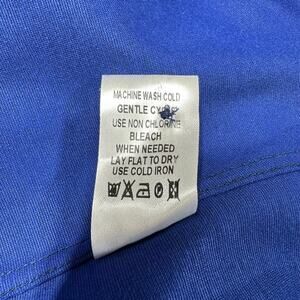 MACHINE WASH COLD
GENTLE
USE NON CHLORINE
BLEACH
WHEN NEEDED
LAY FLAT TO DRY
USE COLD IRON